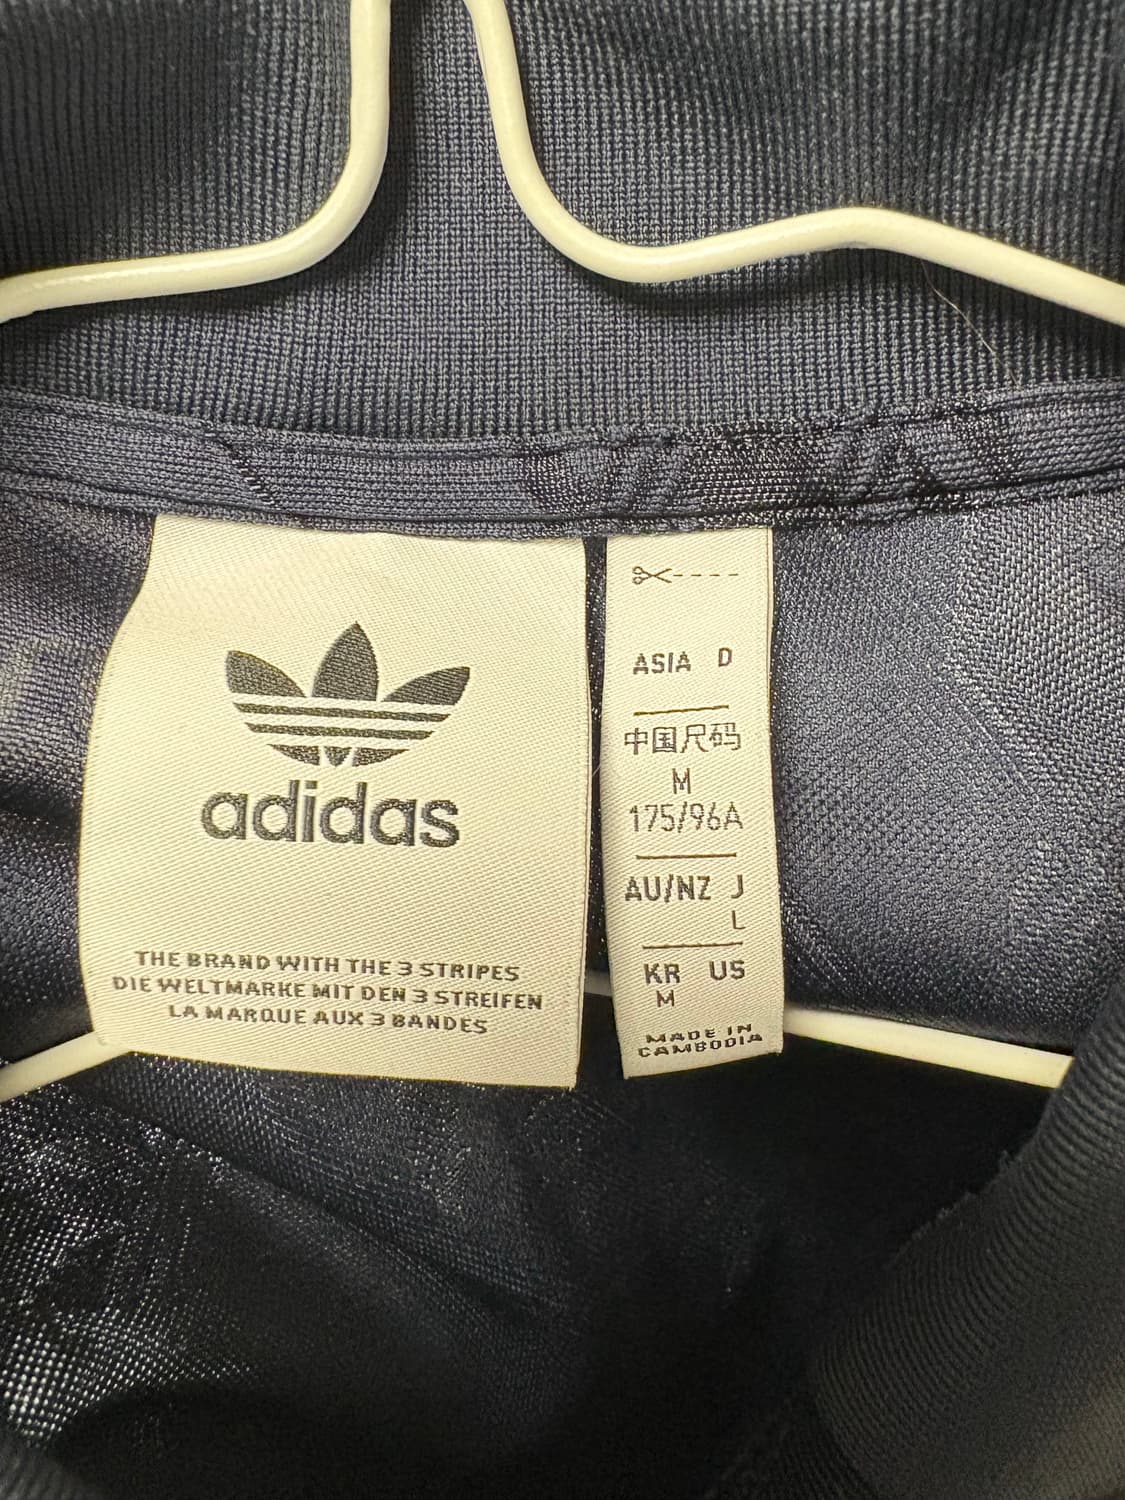 adidas
THE BRAND WITH THE 3 STRIPES
DIE WELTMARKE MIT DEN 3 STREIFEN
LA MARQUE AUX 3 BANDES
ASIA D
中国尺码
M
175/96A
AU/NZ J
L
KR US
M
MADE IN
CAMBODIA